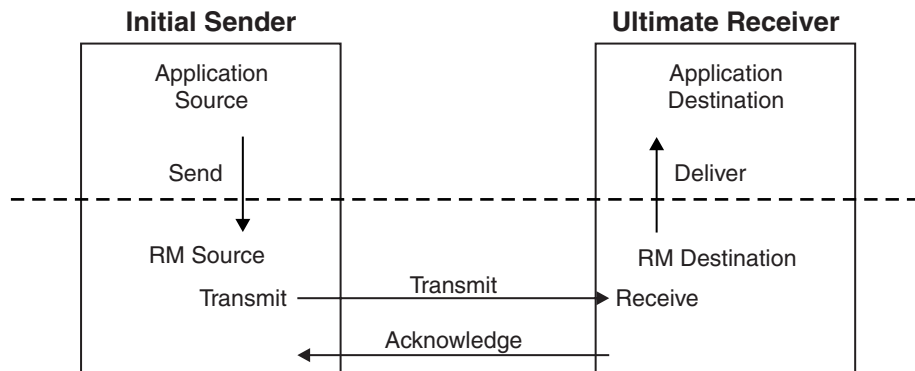 Initial Sender
Ultimate Receiver
Application
Source
Application
Destination
Send
Deliver
RM Source
RM Destination
Transmit
Transmit
Receive
Acknowledge